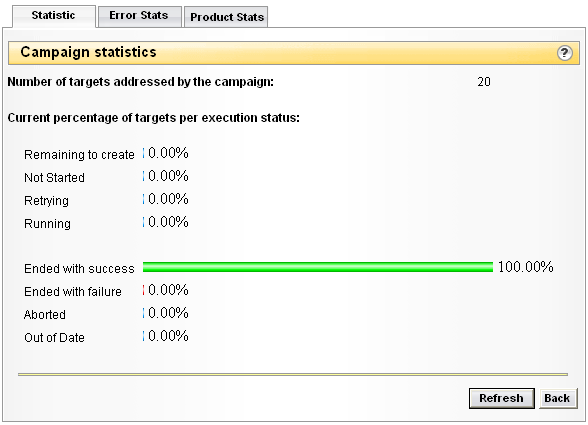 Statistic Error Stats Product Stats
Campaign statistics ?
Number of targets addressed by the campaign: 20
Current percentage of targets per execution status:
Remaining to create 0.00%
Not Started 0.00%
Retrying 0.00%
Running 0.00%
Ended with success 100.00%
Ended with failure 0.00%
Aborted 0.00%
Out of Date 0.00%
Refresh Back